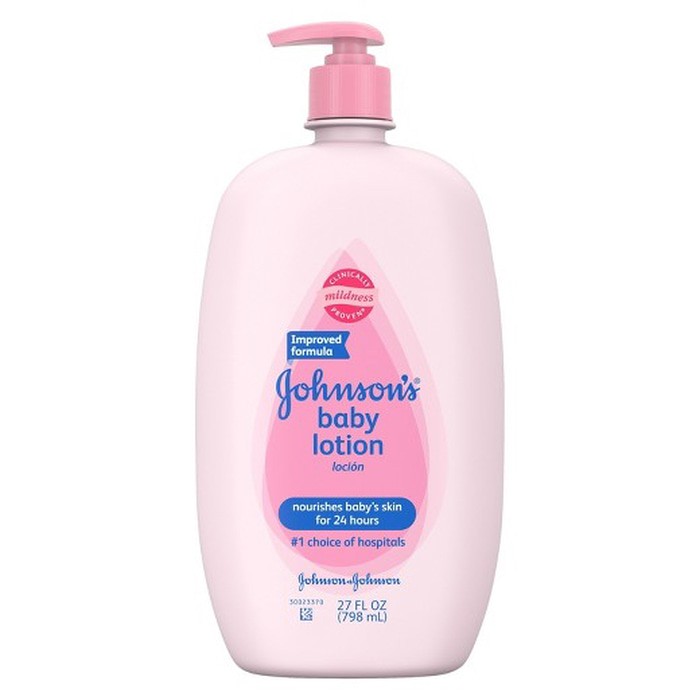 CLINICALLY
mildness
PROVEN®
Improved
formula
Johnson's®
baby
lotion
loción
nourishes baby's skin
for 24 hours
#1 choice of hospitals
Johnson & Johnson
30023370
27 FL OZ
(798 mL)